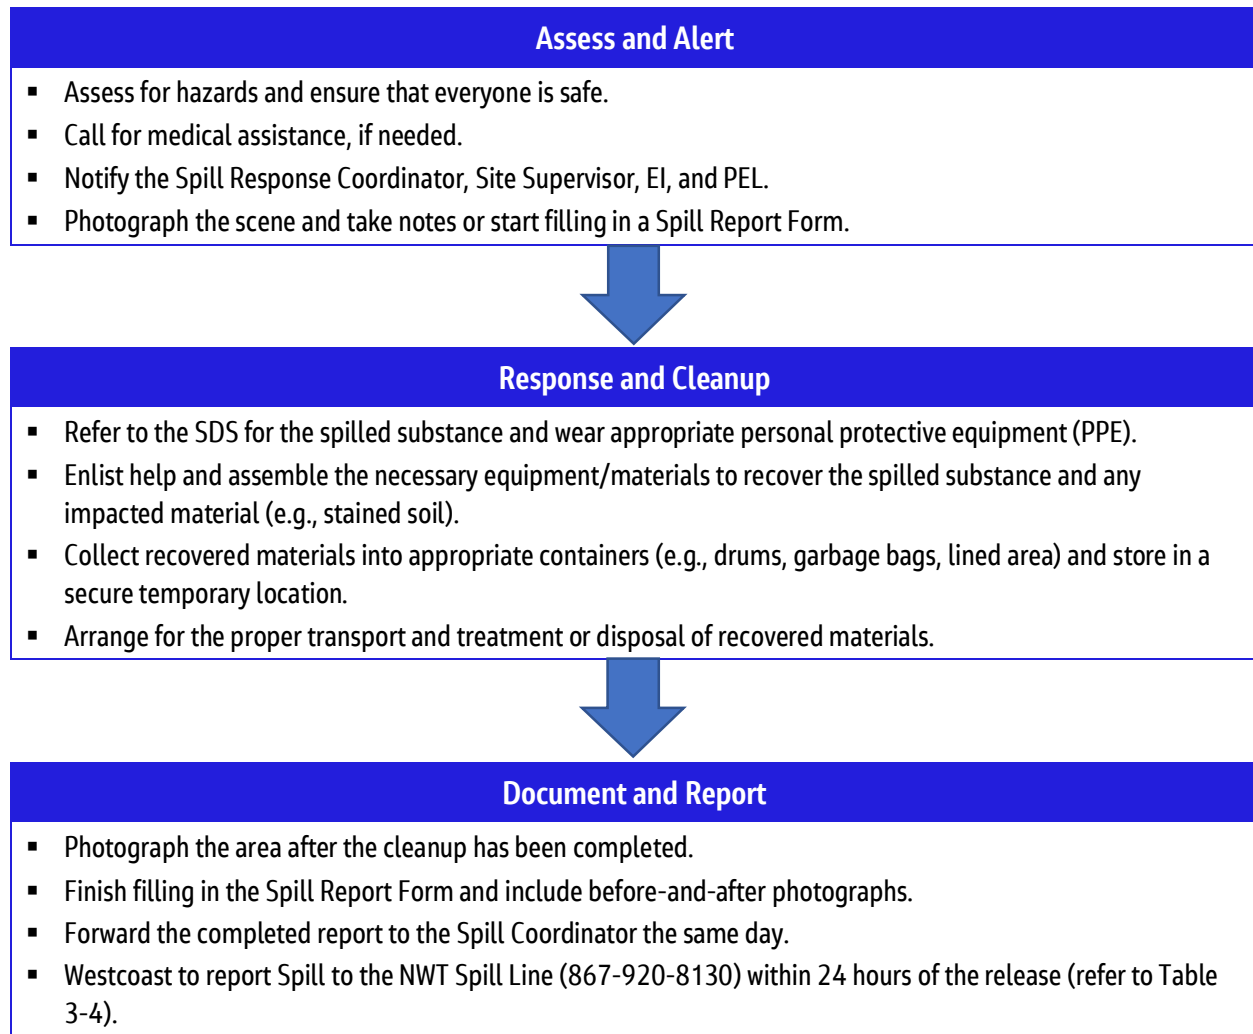 Assess and Alert
▪ Assess for hazards and ensure that everyone is safe.
▪ Call for medical assistance, if needed.
▪ Notify the Spill Response Coordinator, Site Supervisor, EI, and PEL.
▪ Photograph the scene and take notes or start filling in a Spill Report Form.
Response and Cleanup
▪ Refer to the SDS for the spilled substance and wear appropriate personal protective equipment (PPE).
▪ Enlist help and assemble the necessary equipment/materials to recover the spilled substance and any
impacted material (e.g., stained soil).
▪ Collect recovered materials into appropriate containers (e.g., drums, garbage bags, lined area) and store in a
secure temporary location.
▪ Arrange for the proper transport and treatment or disposal of recovered materials.
Document and Report
▪ Photograph the area after the cleanup has been completed.
▪ Finish filling in the Spill Report Form and include before-and-after photographs.
▪ Forward the completed report to the Spill Coordinator the same day.
▪ Westcoast to report Spill to the NWT Spill Line (867-920-8130) within 24 hours of the release (refer to Table
3-4).